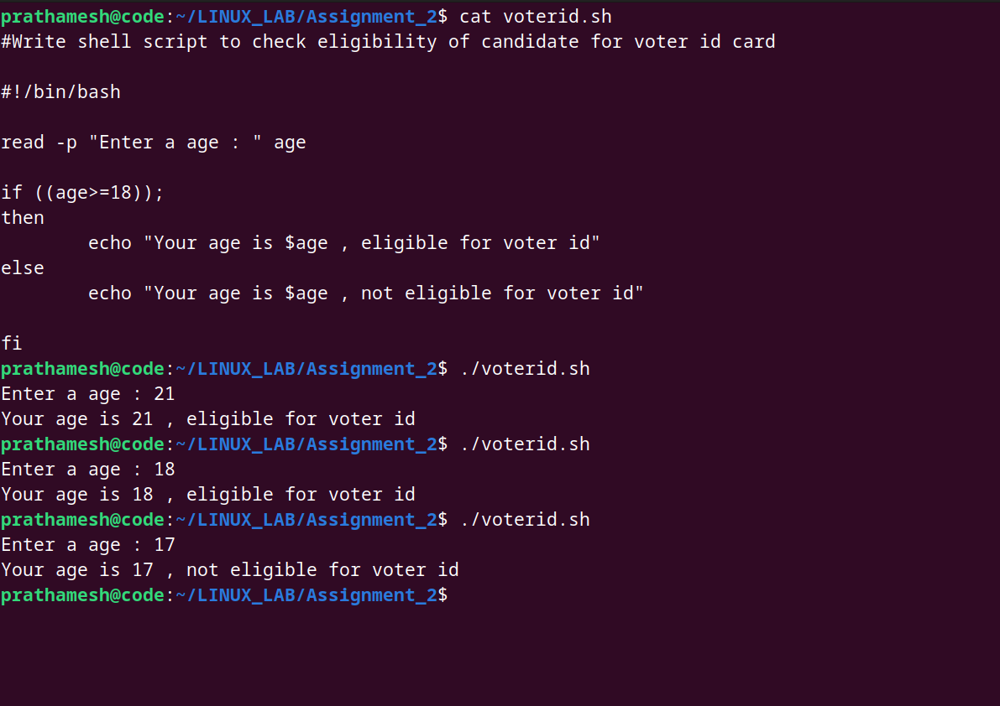 prathamesh@code:~/LINUX_LAB/Assignment_2$ cat voterid.sh
#Write shell script to check eligibility of candidate for voter id card

#!/bin/bash

read -p "Enter a age : " age

if ((age>=18));
then
        echo "Your age is $age , eligible for voter id"
else
        echo "Your age is $age , not eligible for voter id"

fi
prathamesh@code:~/LINUX_LAB/Assignment_2$ ./voterid.sh
Enter a age : 21
Your age is 21 , eligible for voter id
prathamesh@code:~/LINUX_LAB/Assignment_2$ ./voterid.sh
Enter a age : 18
Your age is 18 , eligible for voter id
prathamesh@code:~/LINUX_LAB/Assignment_2$ ./voterid.sh
Enter a age : 17
Your age is 17 , not eligible for voter id
prathamesh@code:~/LINUX_LAB/Assignment_2$